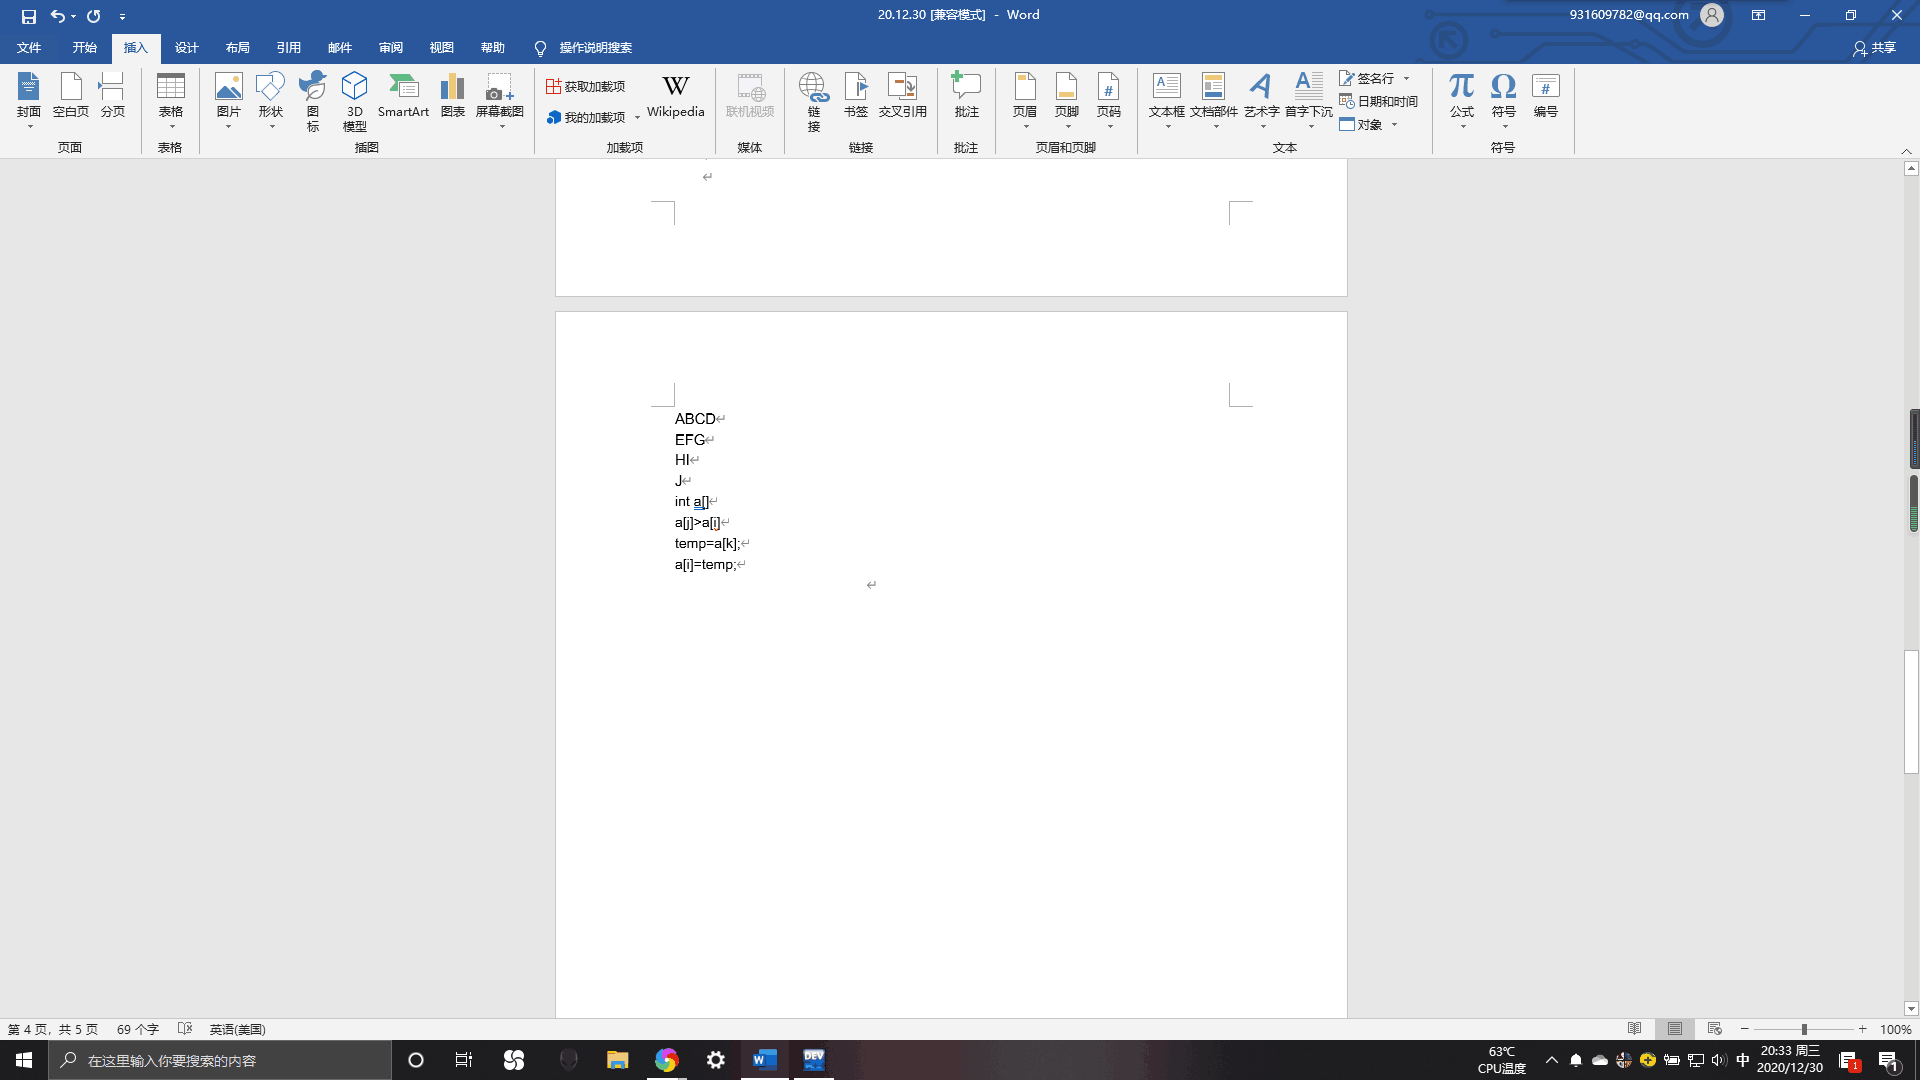 20.12.30 [兼容模式] - Word
931609782@qq.com
文件 开始 插入 设计 布局 引用 邮件 审阅 视图 帮助 操作说明搜索 共享
封面 空白页 分页
页面
表格
表格
图片 形状 图标 3D 模型 SmartArt 图表 屏幕截图
插图
获取加载项
我的加载项
Wikipedia
加载项
联机视频
媒体
链接 书签 交叉引用
链接
批注
批注
页眉 页脚 页码
页眉和页脚
文本框 文档部件 艺术字 首字下沉
签名行
日期和时间
对象
文本
公式 符号 编号
符号
ABCD
EFG
HI
J
int a[]
a[j]>a[i]
temp=a[k];
a[i]=temp;
第 4 页，共 5 页 69 个字 英语(美国) 100%
在这里输入你要搜索的内容
DEV
63℃
CPU温度
中
20:33 周三
2020/12/30
1
1